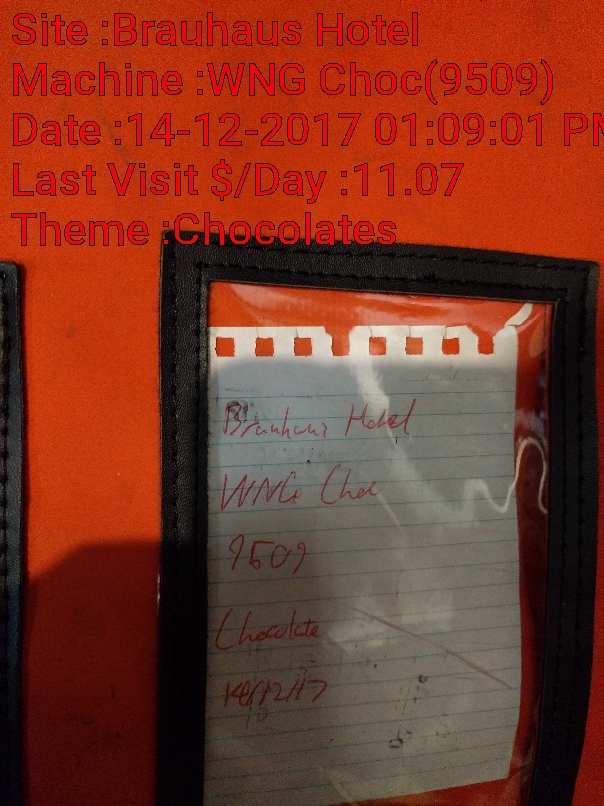 Site :Brauhaus Hotel
Machine :WNG Choc(9509)
Date :14-12-2017 01:09:01 PM
Last Visit $/Day :11.07
Theme :Chocolates
Brauhaus Hotel
WNG Choc
9509
Chocolate
14/12/17